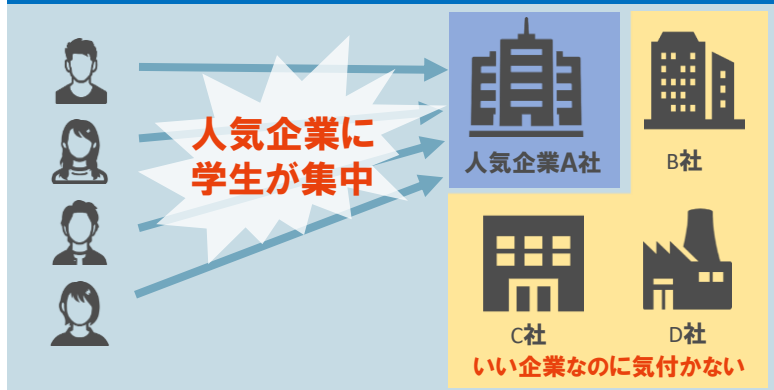 人気企業に
学生が集中
人気企業A社
B社
C社
D社
いい企業なのに気付かない